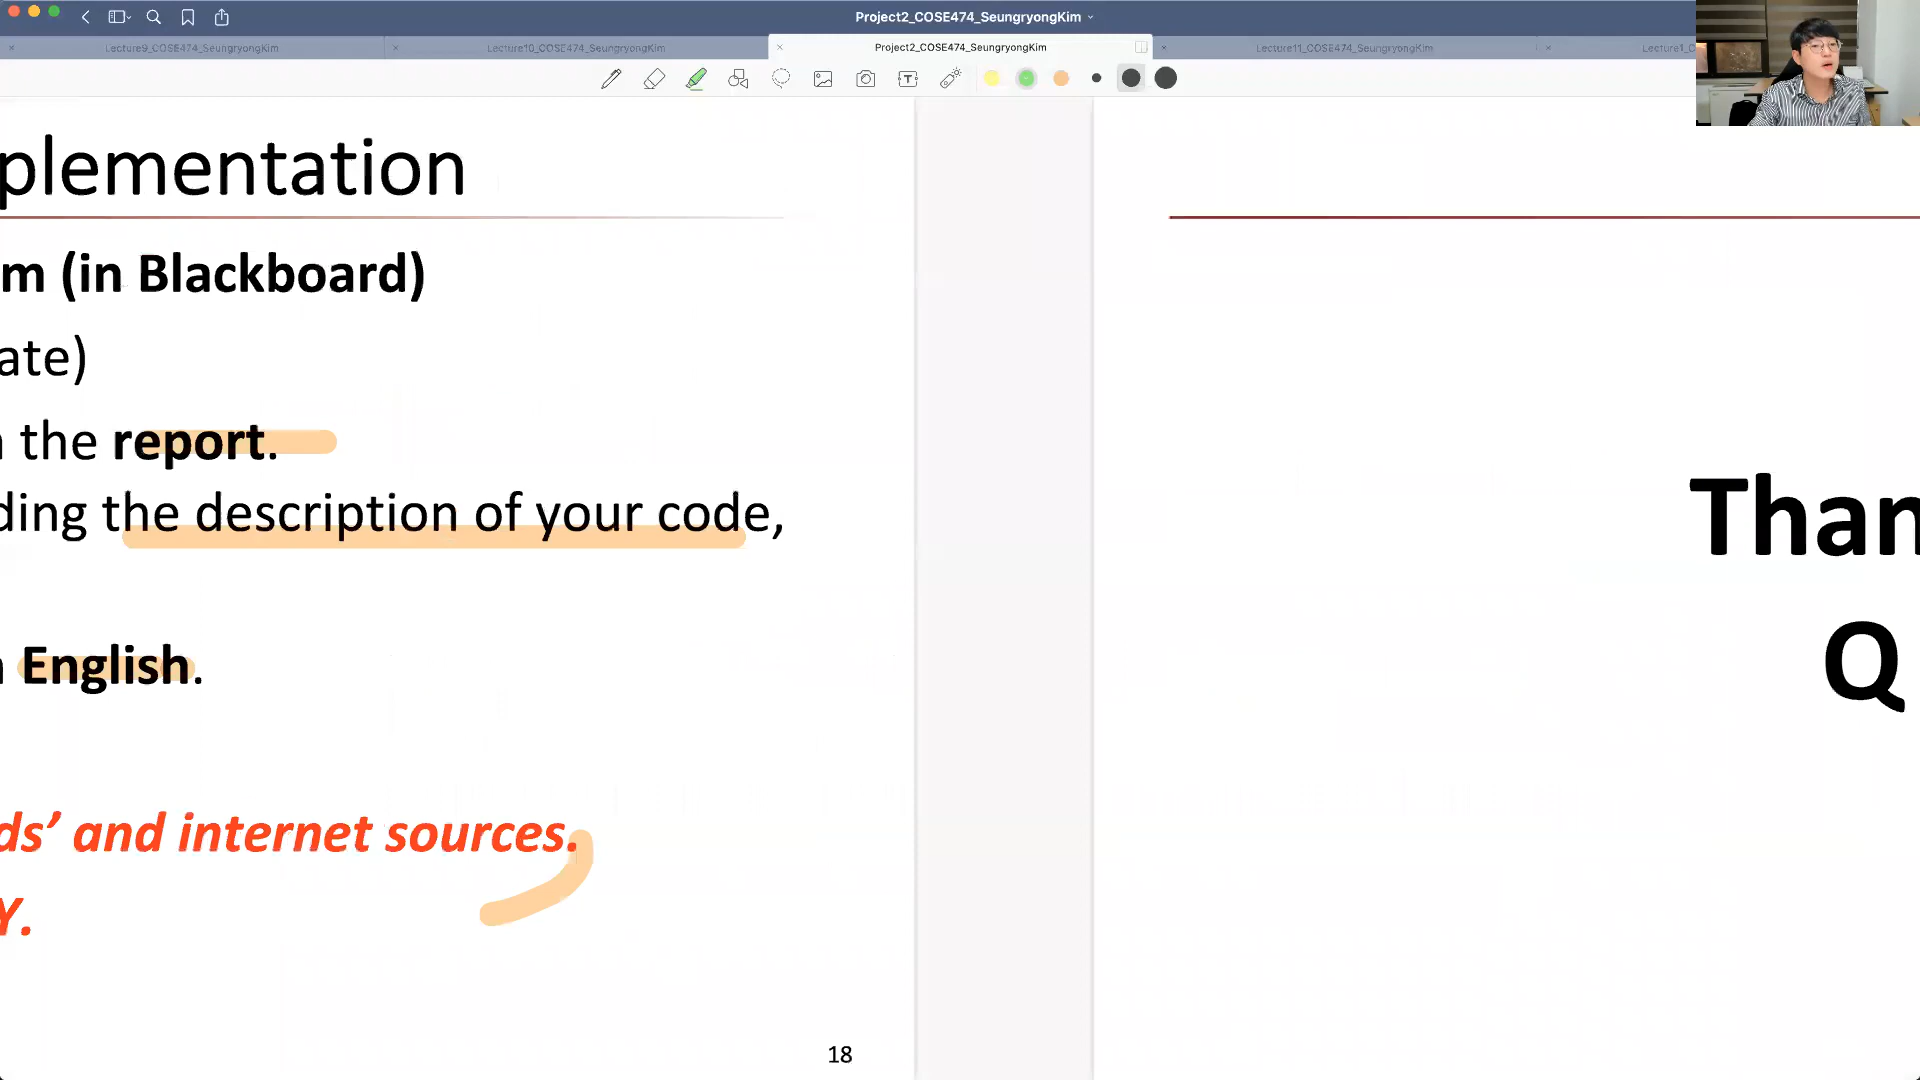 Project2_COSE474_SeungryongKim
Lecture9_COSE474_SeungryongKim
Lecture10_COSE474_SeungryongKim
Project2_COSE474_SeungryongKim
Lecture11_COSE474_SeungryongKim
Lecture1_C
plementation
m (in Blackboard)
ate)
the report.
ding the description of your code,
English.
ds’ and internet sources.
Y.
18
Than
Q